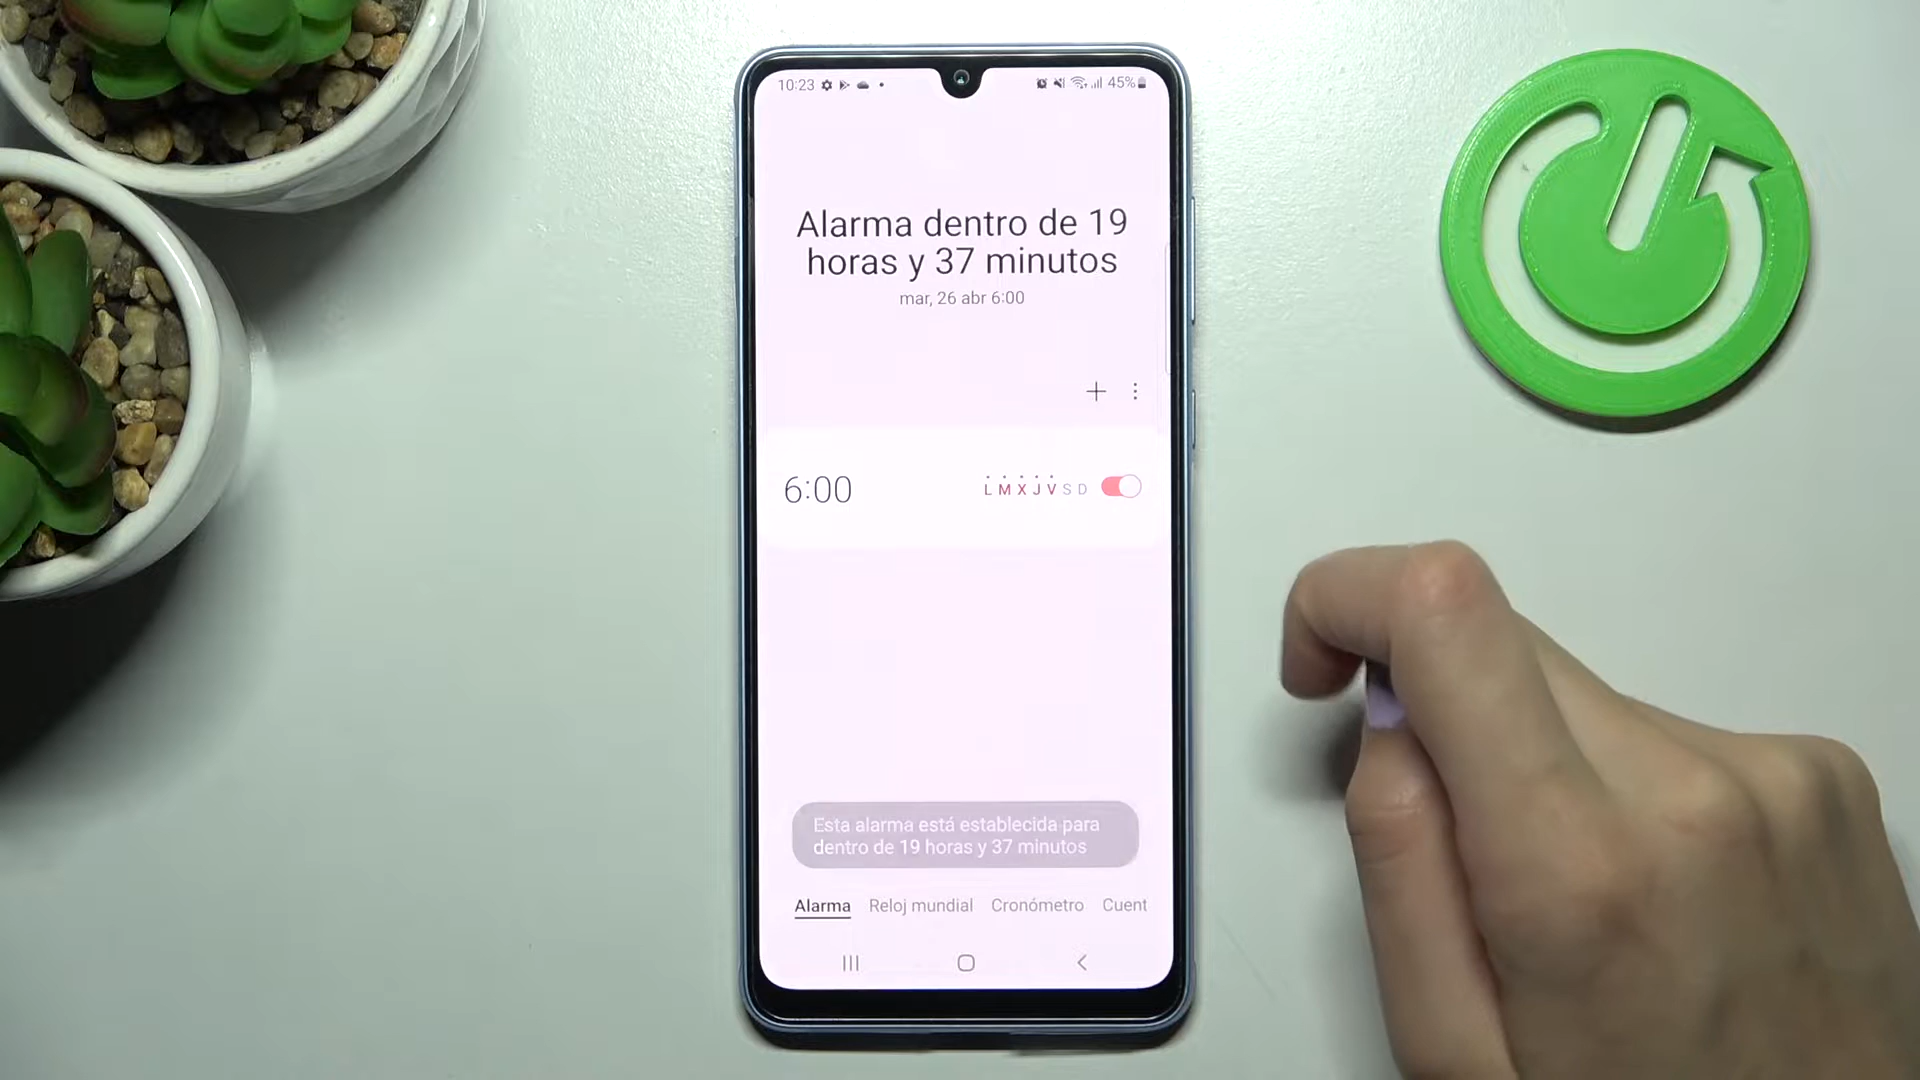 10:23
45%
Alarma dentro de 19
horas y 37 minutos
mar, 26 abr 6:00
6:00
L M X J V S D
Esta alarma está establecida para
dentro de 19 horas y 37 minutos
Alarma Reloj mundial Cronómetro Cuent